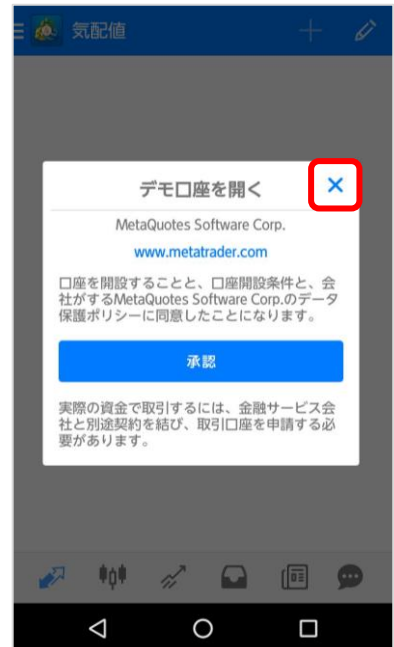 気配値
デモ口座を開く
MetaQuotes Software Corp.
www.metatrader.com
口座を開設することと、口座開設条件と、会
社がするMetaQuotes Software Corp.のデータ
保護ポリシーに同意したことになります。
承認
実際の資金で取引するには、金融サービス会
社と別途契約を結び、取引口座を申請する必
要があります。